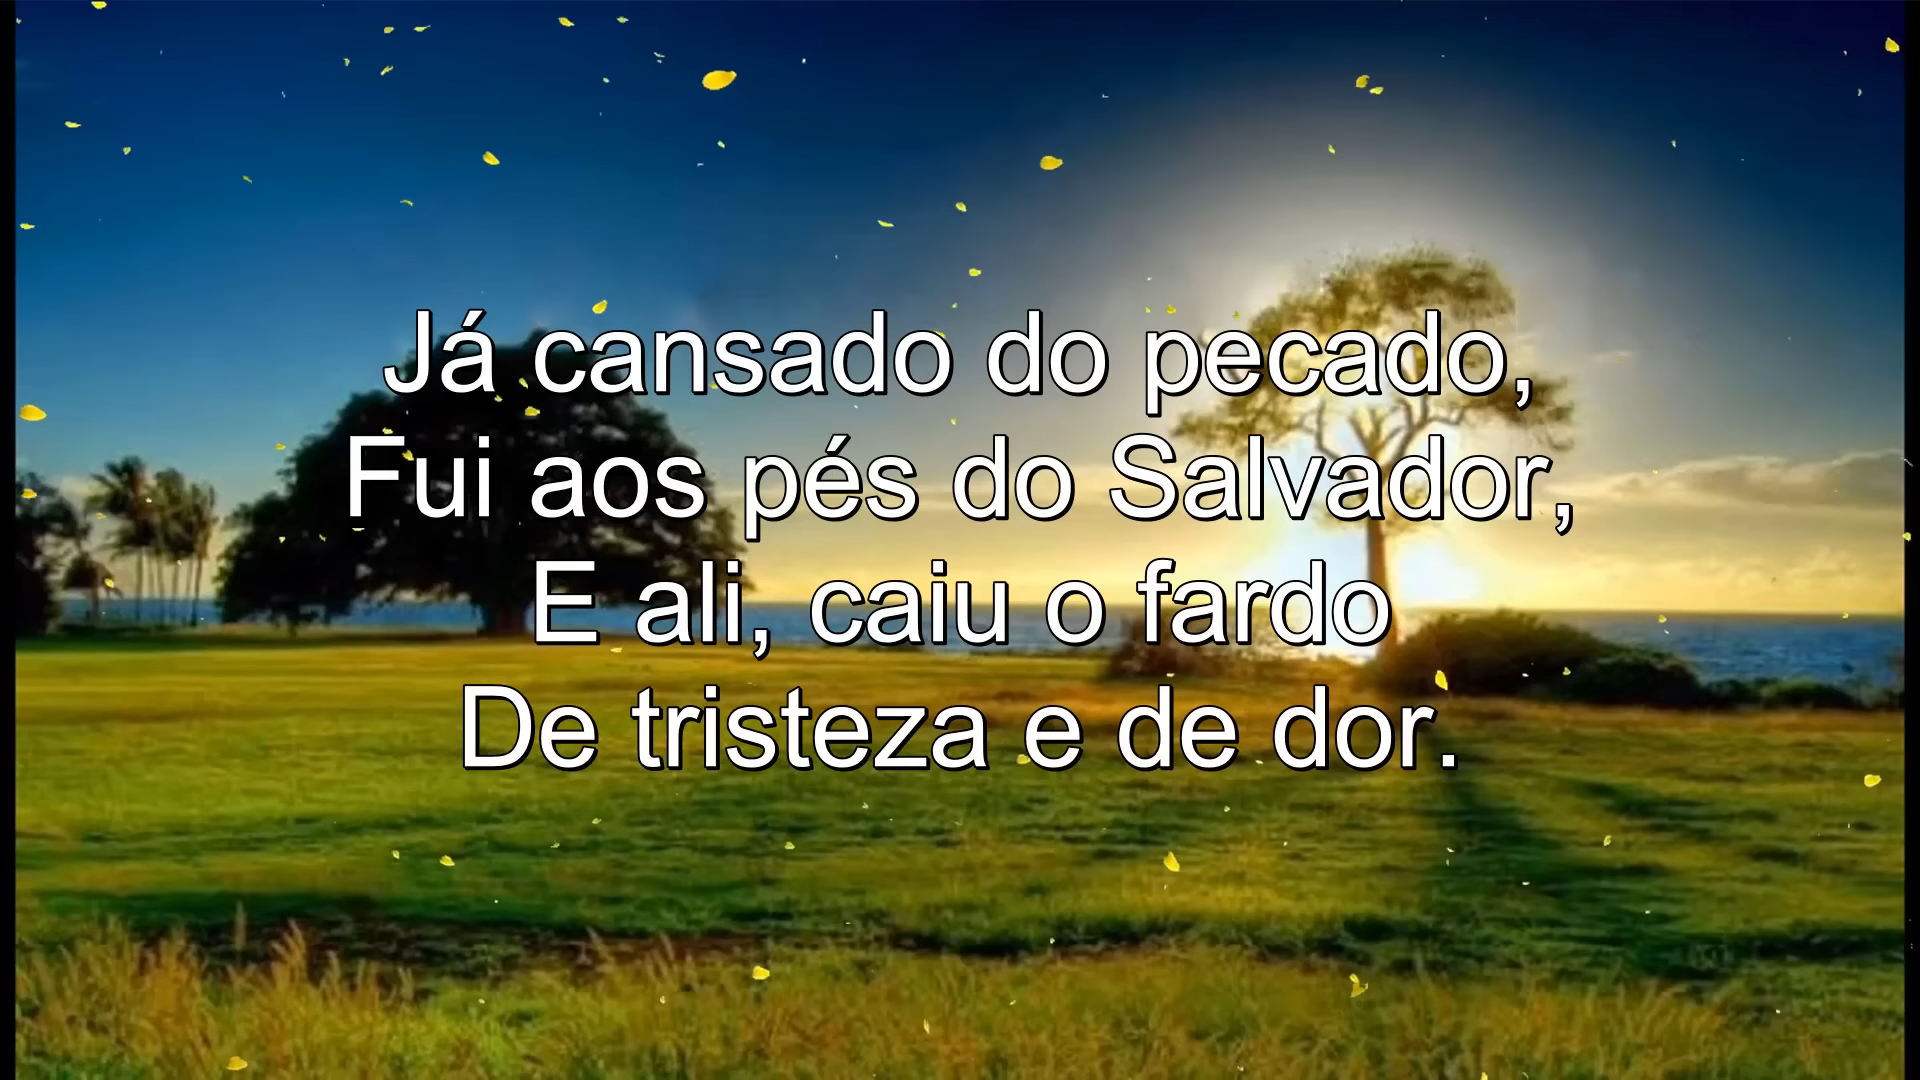 Já cansado do pecado,
Fui aos pés do Salvador,
E ali, caiu o fardo
De tristeza e de dor.